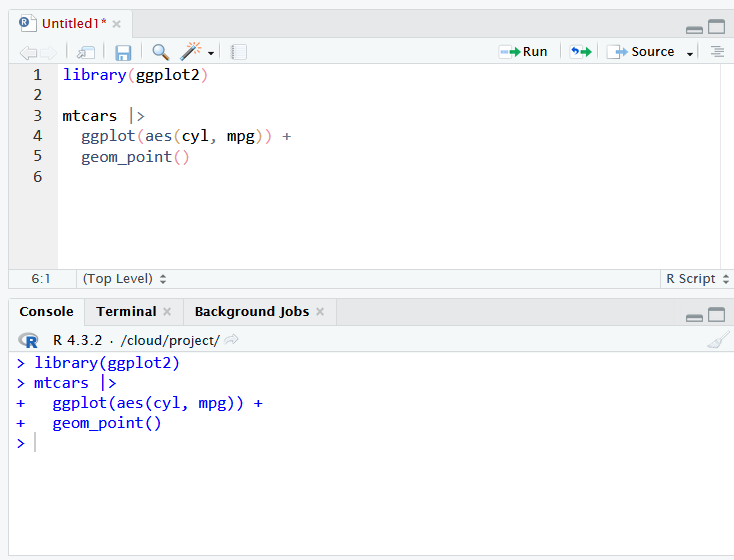 Untitled1*
Run Source
1 library(ggplot2)
2
3 mtcars |>
4   ggplot(aes(cyl, mpg)) +
5   geom_point()
6
6:1 (Top Level) R Script
Console Terminal Background Jobs
R R 4.3.2 · /cloud/project/
> library(ggplot2)
> mtcars |>
+   ggplot(aes(cyl, mpg)) +
+   geom_point()
>